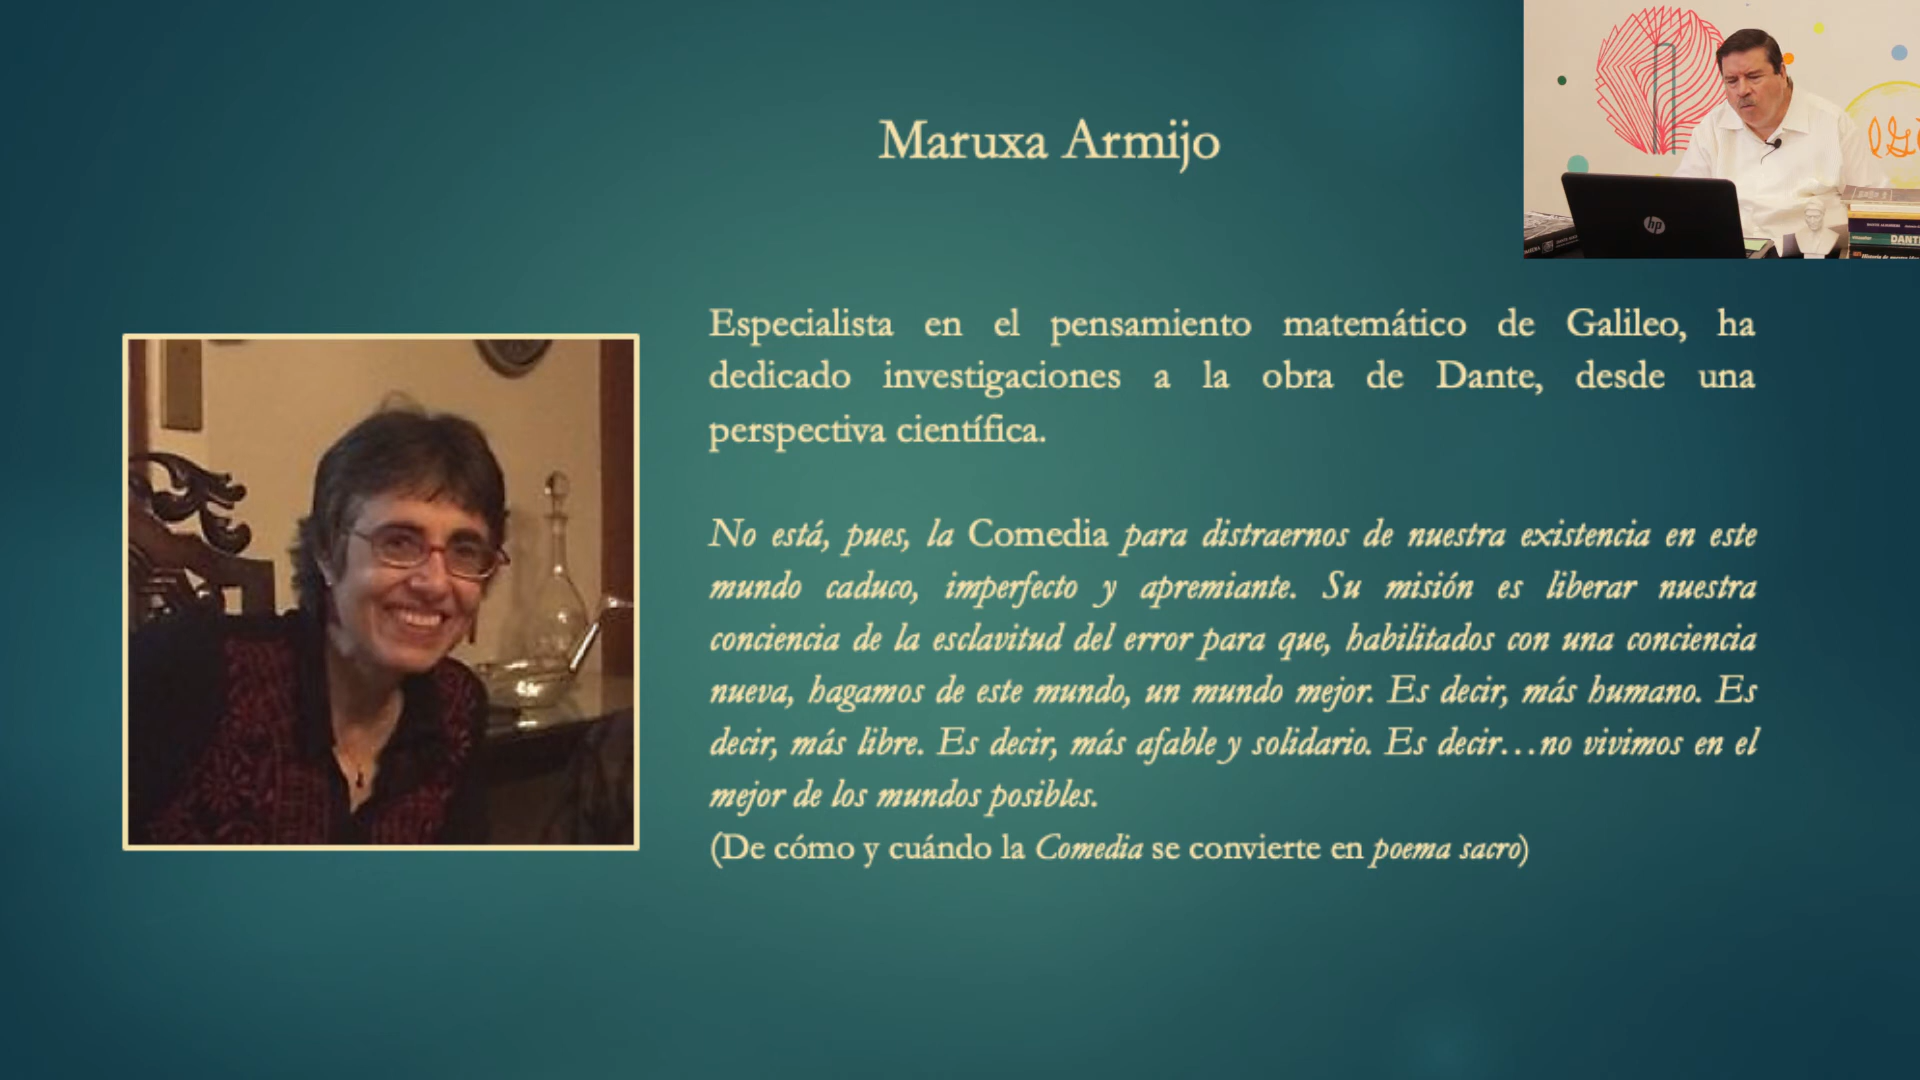 Maruxa Armijo
Especialista en el pensamiento matemático de Galileo, ha
dedicado investigaciones a la obra de Dante, desde una
perspectiva científica.
No está, pues, la Comedia para distraernos de nuestra existencia en este
mundo caduco, imperfecto y apremiante. Su misión es liberar nuestra
conciencia de la esclavitud del error para que, habilitados con una conciencia
nueva, hagamos de este mundo, un mundo mejor. Es decir, más humano. Es
decir, más libre. Es decir, más afable y solidario. Es decir…no vivimos en el
mejor de los mundos posibles.
(De cómo y cuándo la Comedia se convierte en poema sacro)
hp
DANT